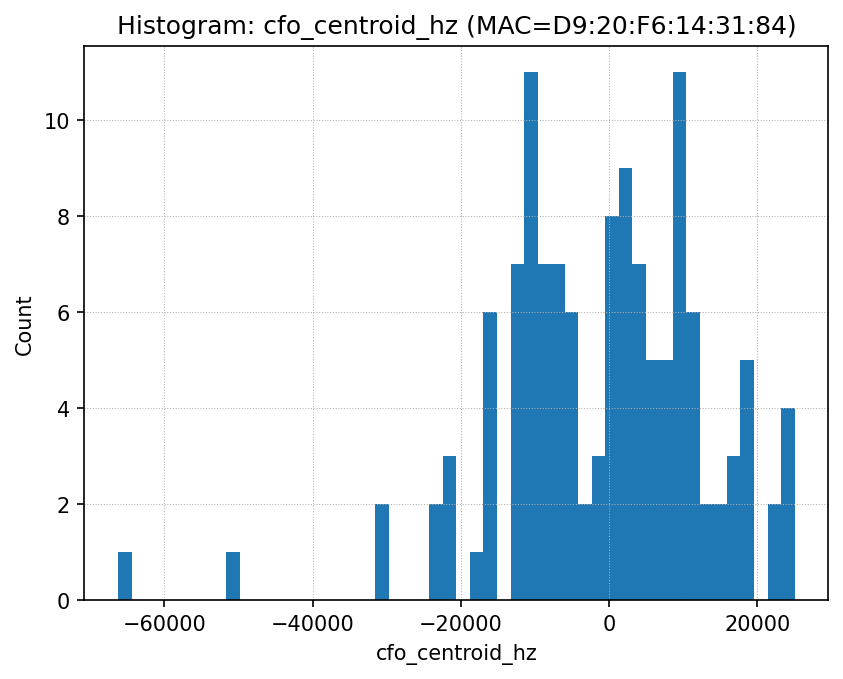 Histogram: cfo_centroid_hz (MAC=D9:20:F6:14:31:84)
10
8
6
4
2
0
Count
−60000 −40000 −20000 0 20000
cfo_centroid_hz